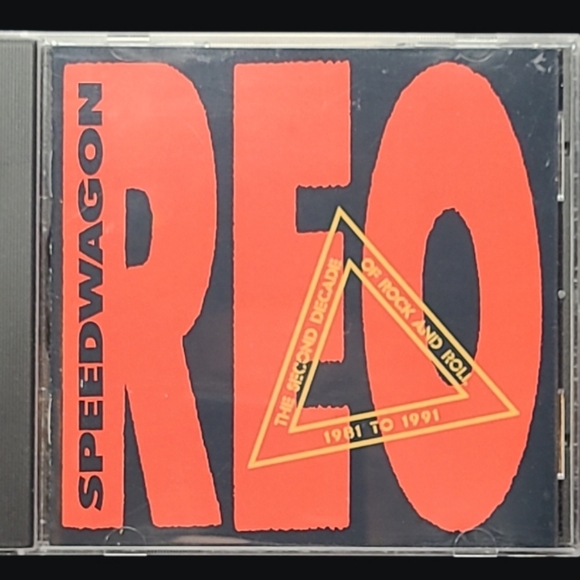 REO
SPEEDWAGON
THE SECOND DECADE
OF ROCK AND ROLL
1981 TO 1991